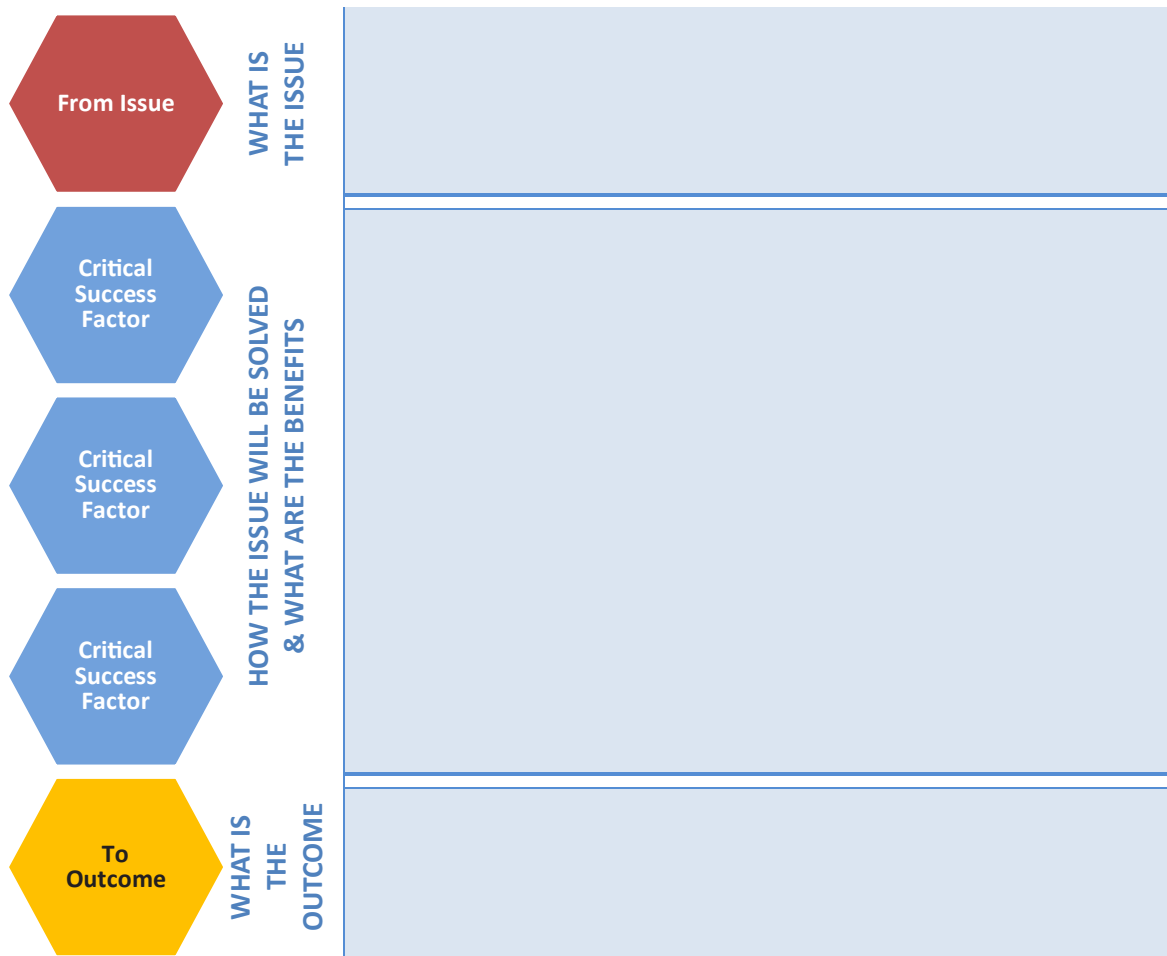 From Issue
WHAT IS
THE ISSUE
Critical
Success
Factor
Critical
Success
Factor
Critical
Success
Factor
HOW THE ISSUE WILL BE SOLVED
& WHAT ARE THE BENEFITS
To
Outcome
WHAT IS
THE
OUTCOME